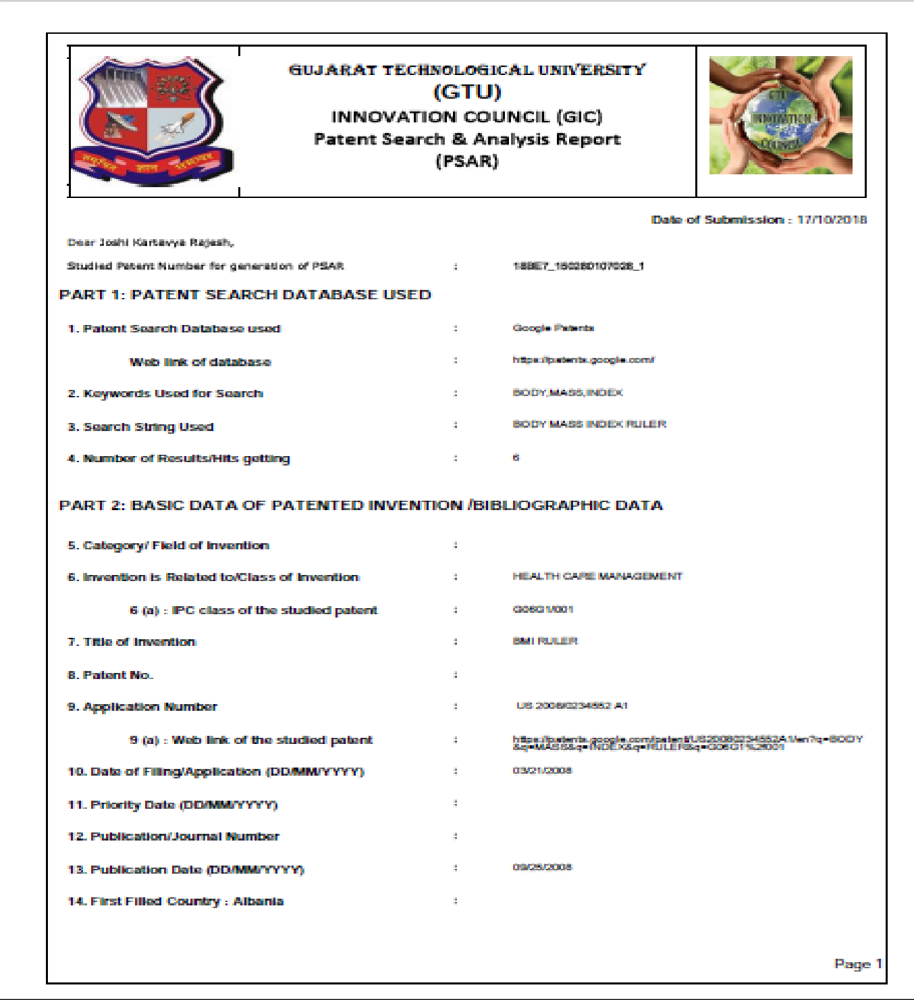 GUJARAT TECHNOLOGICAL UNIVERSITY
(GTU)
INNOVATION COUNCIL (GIC)
Patent Search & Analysis Report
(PSAR)
GTU
INNOVATION
COUNCIL
Date of Submission : 17/10/2018
Dear Joshi Kartavya Rajesh,
Studied Patent Number for generation of PSAR : 18BE7_150280107028_1
PART 1: PATENT SEARCH DATABASE USED
1. Patent Search Database used : Google Patents
Web link of database : https://patents.google.com/
2. Keywords Used for Search : BODY,MASS,INDEX
3. Search String Used : BODY MASS INDEX RULER
4. Number of Results/Hits getting : 6
PART 2: BASIC DATA OF PATENTED INVENTION /BIBLIOGRAPHIC DATA
5. Category/ Field of Invention :
6. Invention is Related to/Class of Invention : HEALTH CARE MANAGEMENT
6 (a) : IPC class of the studied patent : G06G1/001
7. Title of Invention : BMI RULER
8. Patent No. :
9. Application Number : US 2008/0234552 A1
9 (a) : Web link of the studied patent : https://patents.google.com/patent/US20080234552A1/en?q=BODY
&q=MASS&q=INDEX&q=RULER&q=G06G1%2f001
10. Date of Filing/Application (DD/MM/YYYY) : 03/21/2008
11. Priority Date (DD/MM/YYYY) :
12. Publication/Journal Number :
13. Publication Date (DD/MM/YYYY) : 09/25/2008
14. First Filled Country : Albania :
Page 1